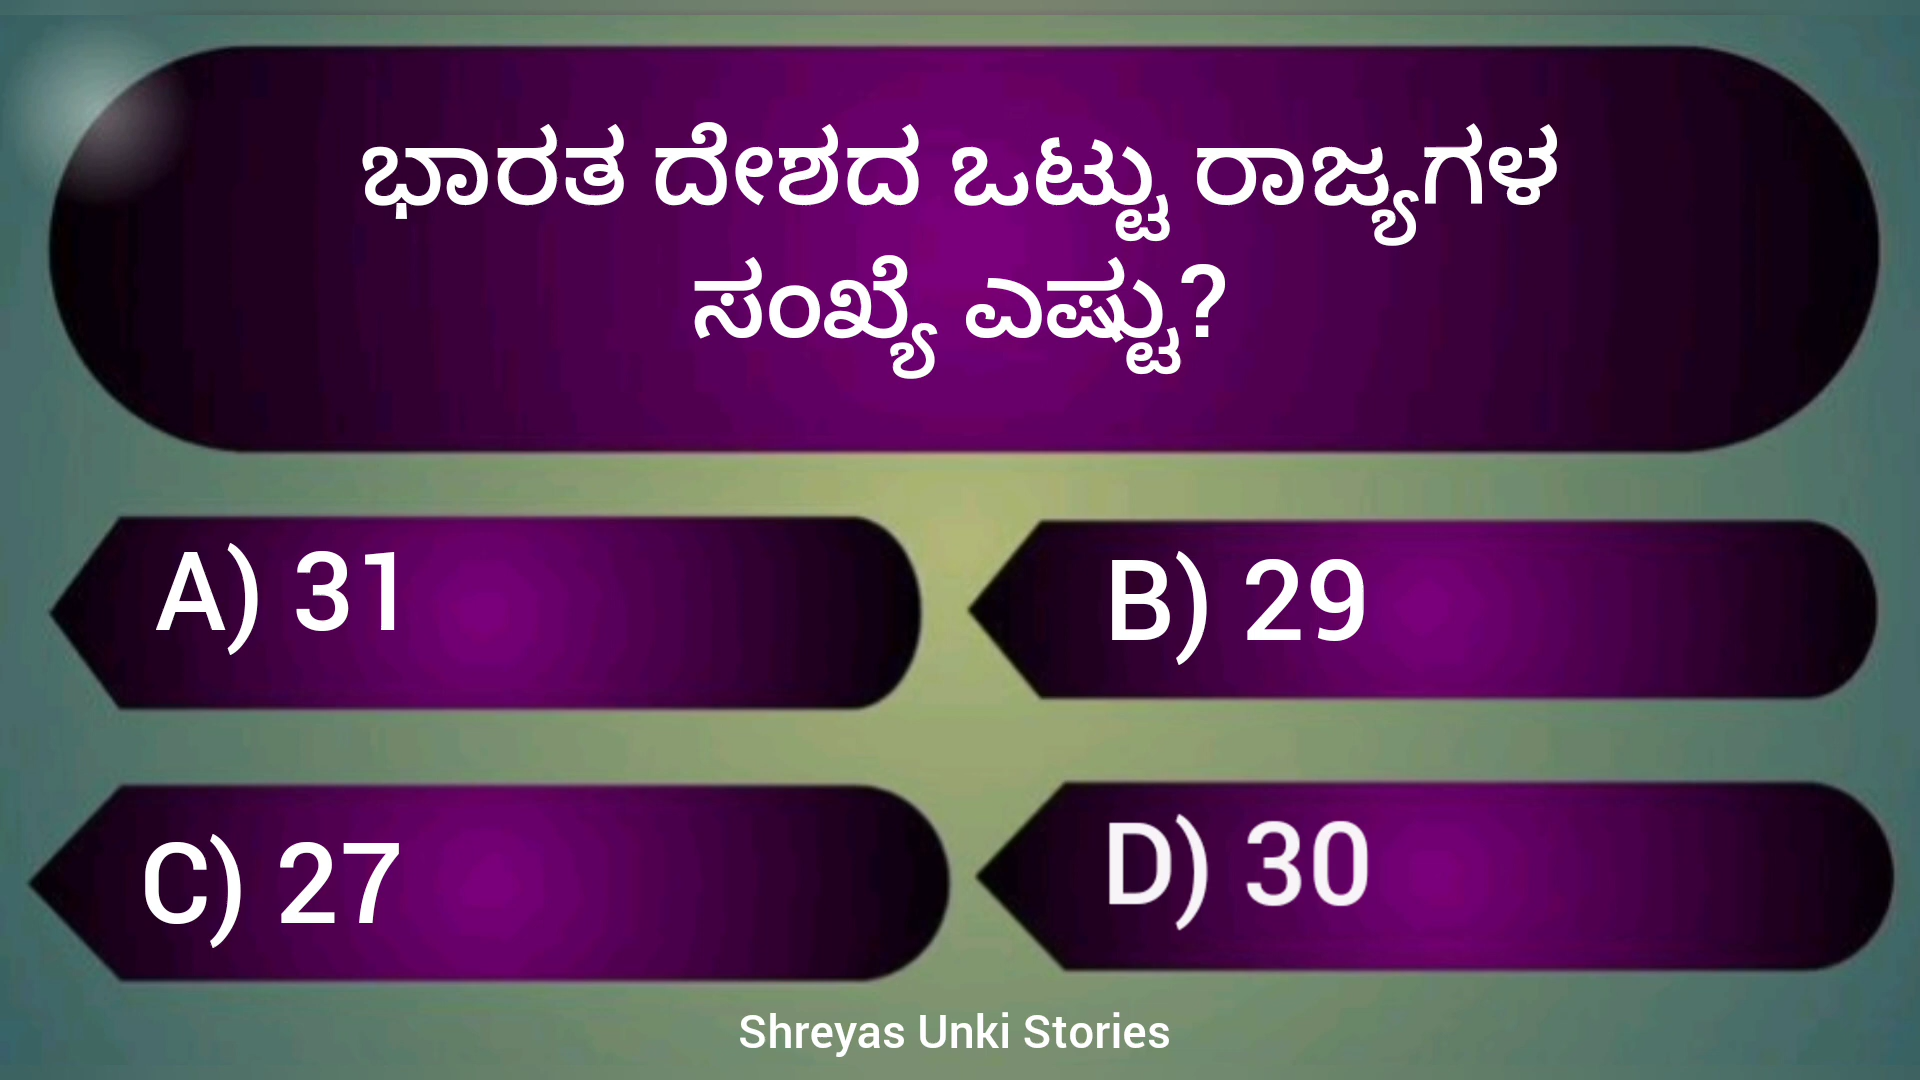 ಭಾರತ ದೇಶದ ಒಟ್ಟು ರಾಜ್ಯಗಳ
ಸಂಖ್ಯೆ ಎಷ್ಟು?
A) 31
B) 29
C) 27
D) 30
Shreyas Unki Stories